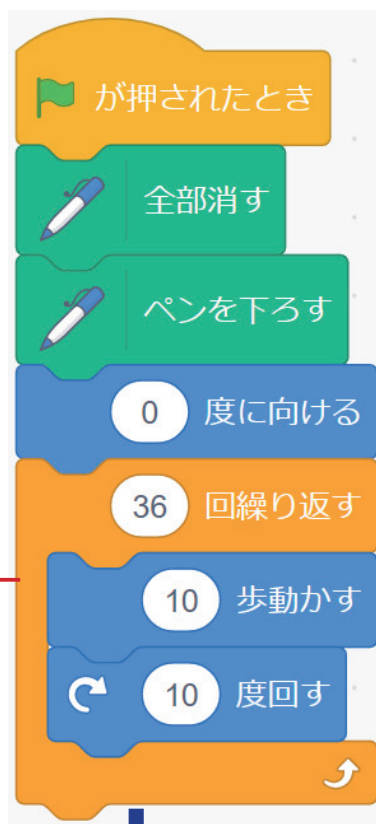 が押されたとき
全部消す
ペンを下ろす
0 度に向ける
36 回繰り返す
10 歩動かす
10 度回す